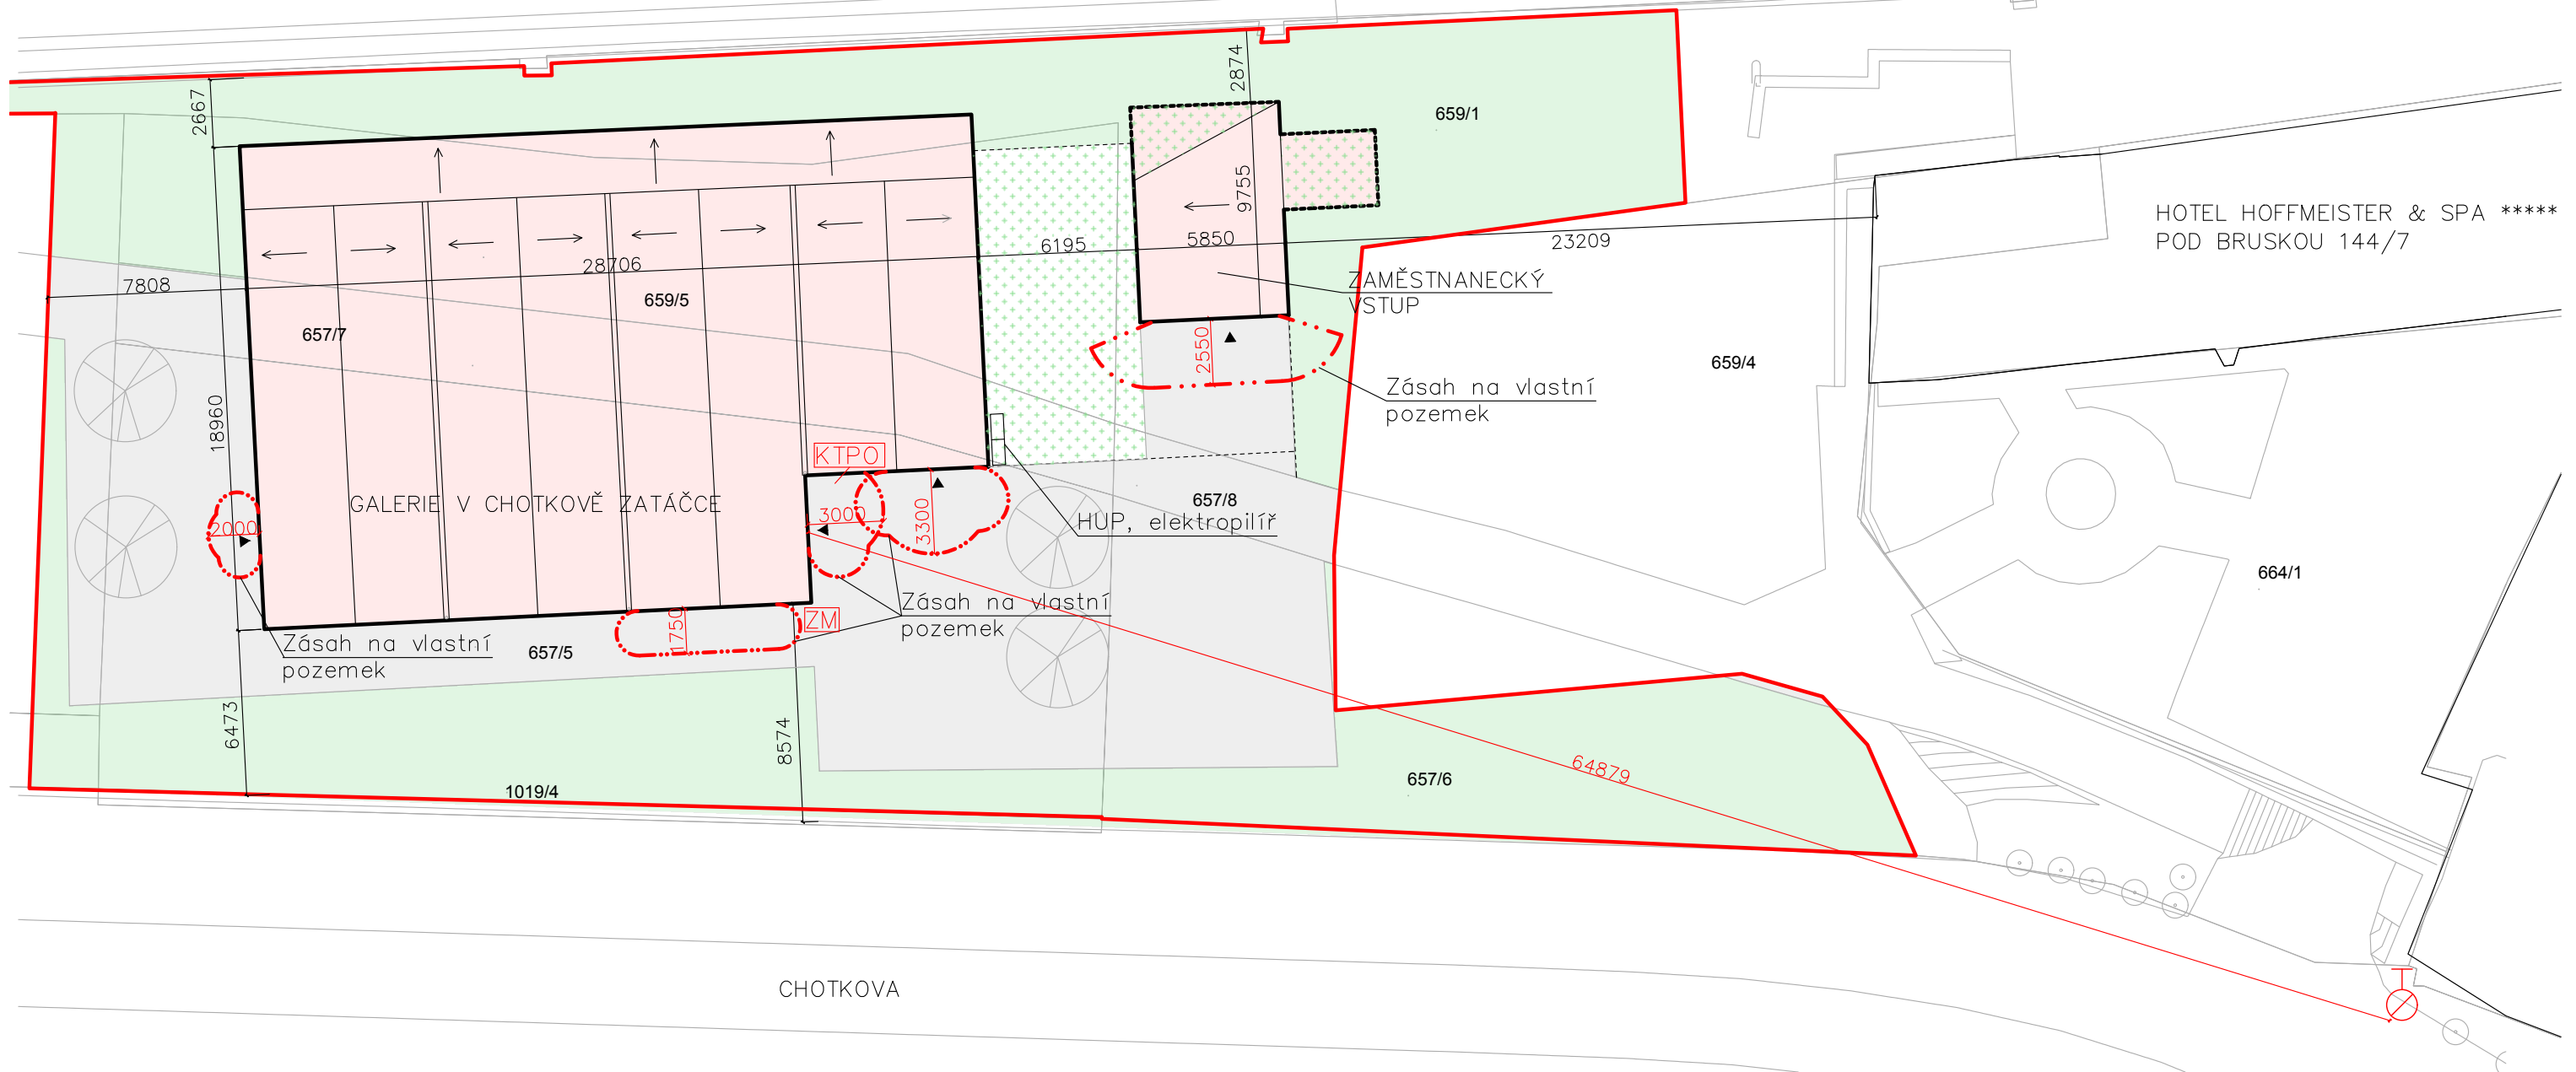 2874
2667
659/1
9755
HOTEL HOFFMEISTER & SPA *****
POD BRUSKOU 144/7
6195
5850
23209
28706
7808
659/5
657/7
ZAMĚSTNANECKÝ
VSTUP
2550
659/4
Zásah na vlastní
pozemek
18960
KTPO
GALERIE V CHOTKOVĚ ZATÁČCE
657/8
2000
3000
3300
HUP, elektropilíř
664/1
Zásah na vlastní
pozemek
ZM
1750
Zásah na vlastní
pozemek
657/5
6473
8574
64879
657/6
1019/4
CHOTKOVA